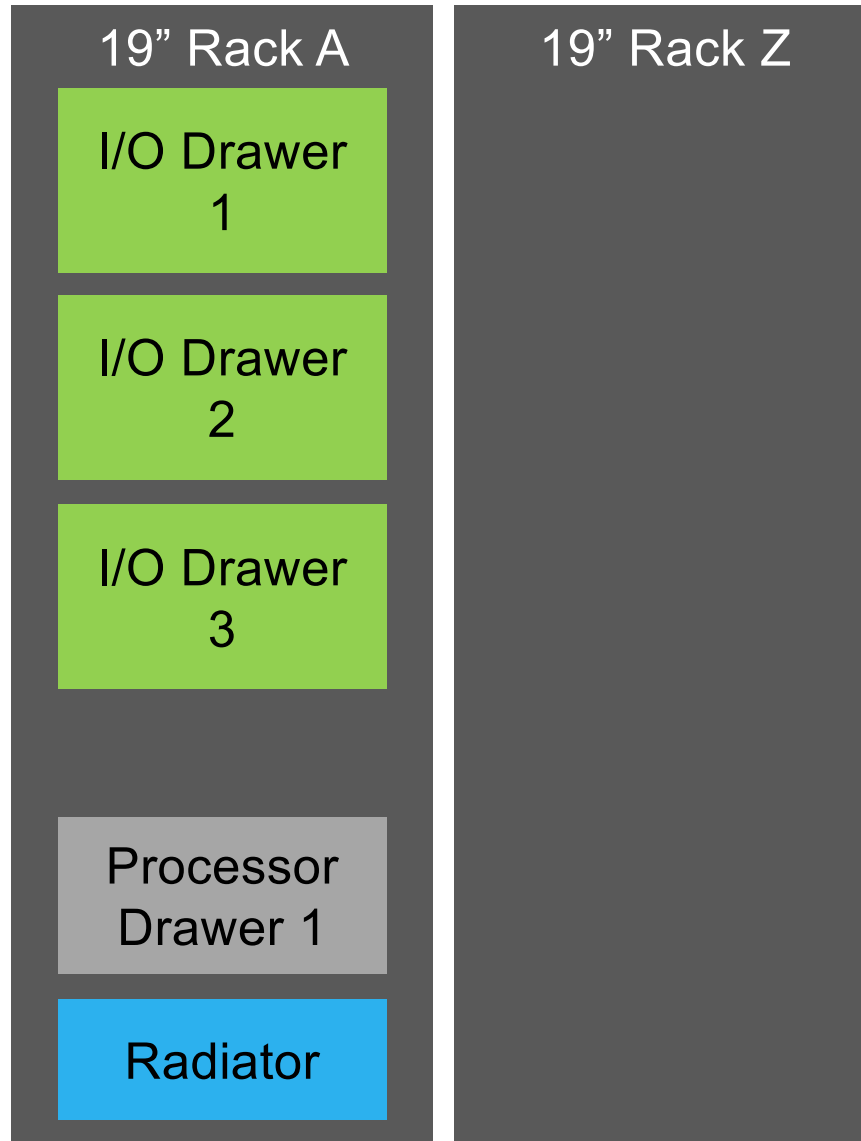 19” Rack A
I/O Drawer
1
I/O Drawer
2
I/O Drawer
3
Processor
Drawer 1
Radiator
19” Rack Z